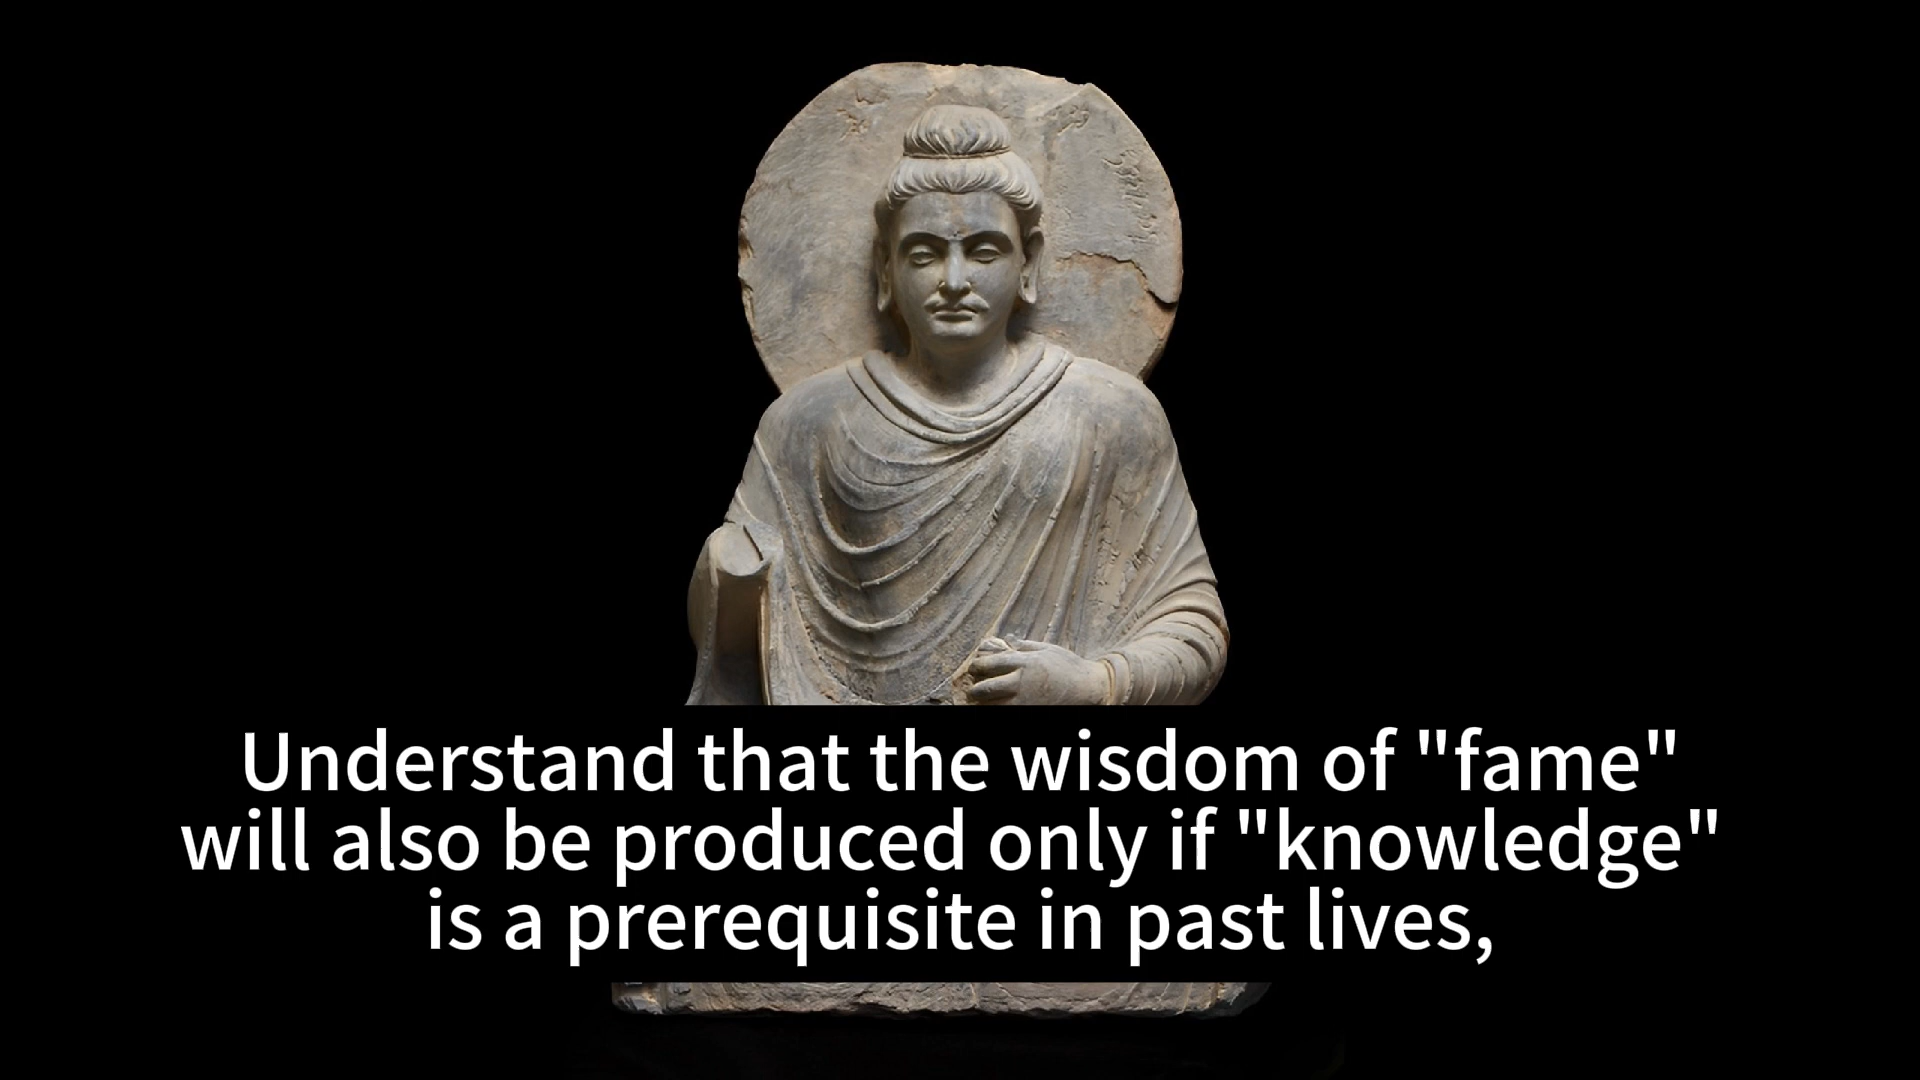 Understand that the wisdom of "fame"
will also be produced only if "knowledge"
is a prerequisite in past lives,